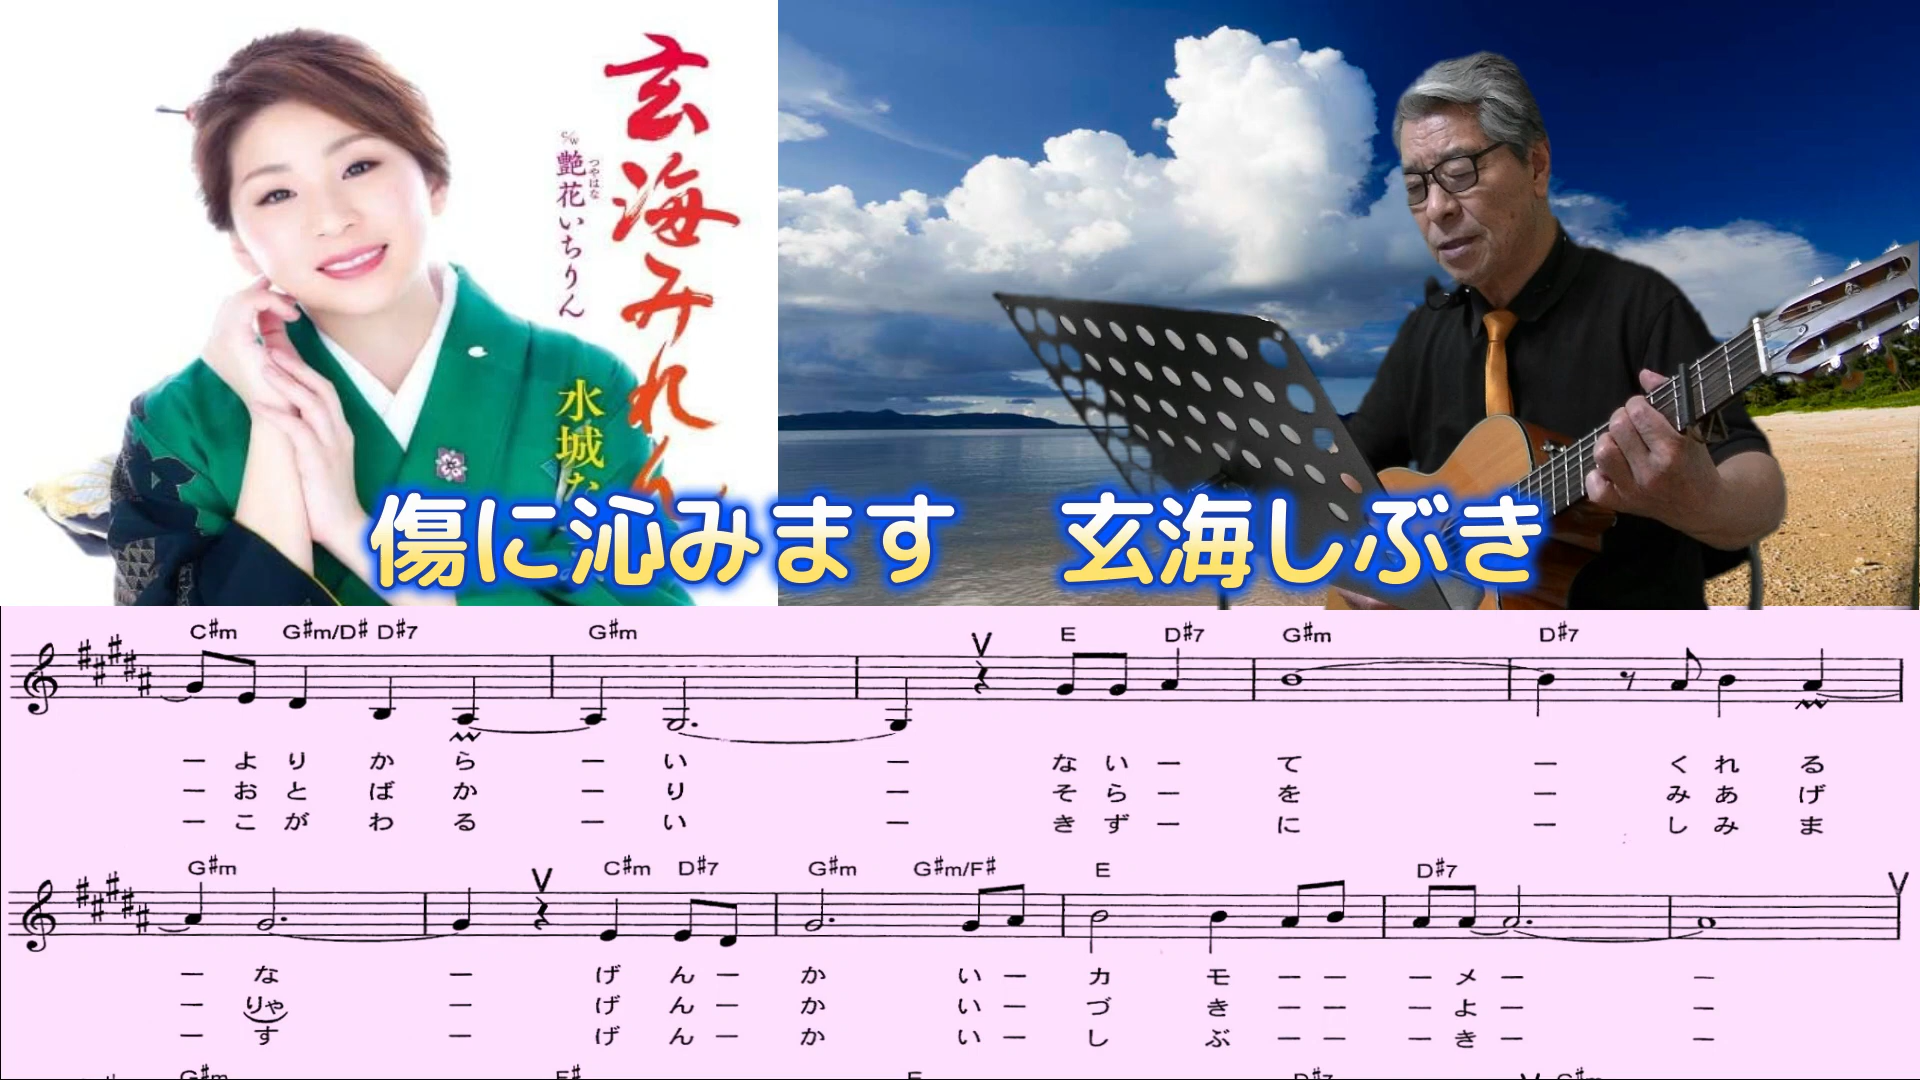 玄海みれん
c/w
艶花いちりん
つやはな
水城な
傷に沁みます 玄海しぶき
C#m G#m/D# D#7 G#m E D#7 G#m D#7
ー よ り か ら ー い ー な い ー て ー く れ る
ー お と ば か ー り ー そ ら ー を ー み あ げ
ー こ が わ る ー い ー き ず ー に ー し み ま
G#m C#m D#7 G#m G#m/F# E D#7
ー な ー げ ん ー か い ー カ モ ー ー ー メ ー ー
ー りゃ ー げ ん ー か い ー づ き ー ー ー よ ー ー
ー す ー げ ん ー か い ー し ぶ ー ー ー き ー ー
G#m F# E D#7 C#m